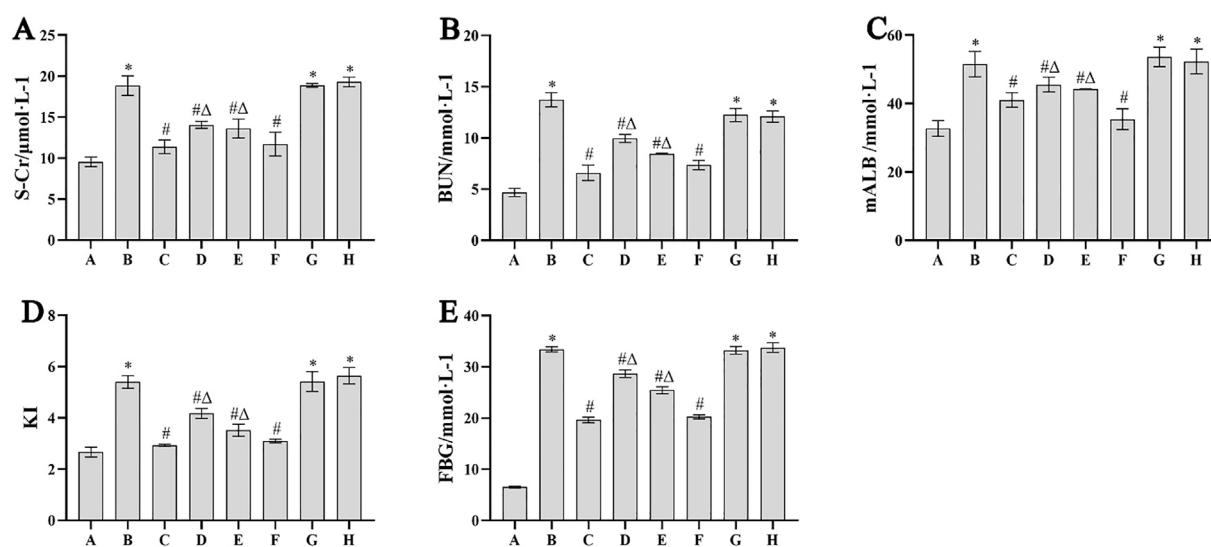 A
S-Cr/μmol·L-1
25
20
15
10
5
0
*
#
#Δ
#Δ
#
*
*
A B C D E F G H
B
BUN/mmol·L-1
20
15
10
5
0
*
#
#Δ
#Δ
#
*
*
A B C D E F G H
C
mALB /mmol·L-1
60
40
20
0
*
#
#Δ
#Δ
#
*
*
A B C D E F G H
D
KI
8
6
4
2
0
*
#
#Δ
#Δ
#
*
*
A B C D E F G H
E
FBG/mmol·L-1
40
30
20
10
0
*
#
#Δ
#Δ
#
*
*
A B C D E F G H